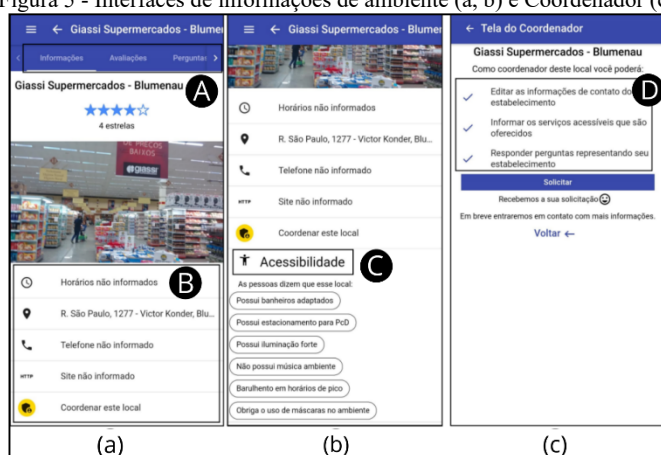 Figura 5 - Interfaces de informações de ambiente (a, b) e Coordenador (c
Giassi Supermercados - Blumen
Informações Avaliações Perguntas
A
Giassi Supermercados - Blumenau
4 estrelas
DE PREÇOS
BAIXOS
giassi
B
Horários não informados
R. São Paulo, 1277 - Victor Konder, Blu...
Telefone não informado
HTTP Site não informado
Coordenar este local
(a)
Giassi Supermercados - Blumenau
Horários não informados
R. São Paulo, 1277 - Victor Konder, Blu...
Telefone não informado
HTTP Site não informado
Coordenar este local
Acessibilidade
C
As pessoas dizem que esse local:
Possui banheiros adaptados
Possui estacionamento para PcD
Possui iluminação forte
Não possui música ambiente
Barulhento em horários de pico
Obriga o uso de máscaras no ambiente
(b)
Tela do Coordenador
Giassi Supermercados - Blumenau
Como coordenador deste local você poderá:
D
Editar as informações de contato do
estabelecimento
Informar os serviços acessíveis que são
oferecidos
Responder perguntas representando seu
estabelecimento
Solicitar
Recebemos a sua solicitação
Em breve entraremos em contato com mais informações.
Voltar
(c)